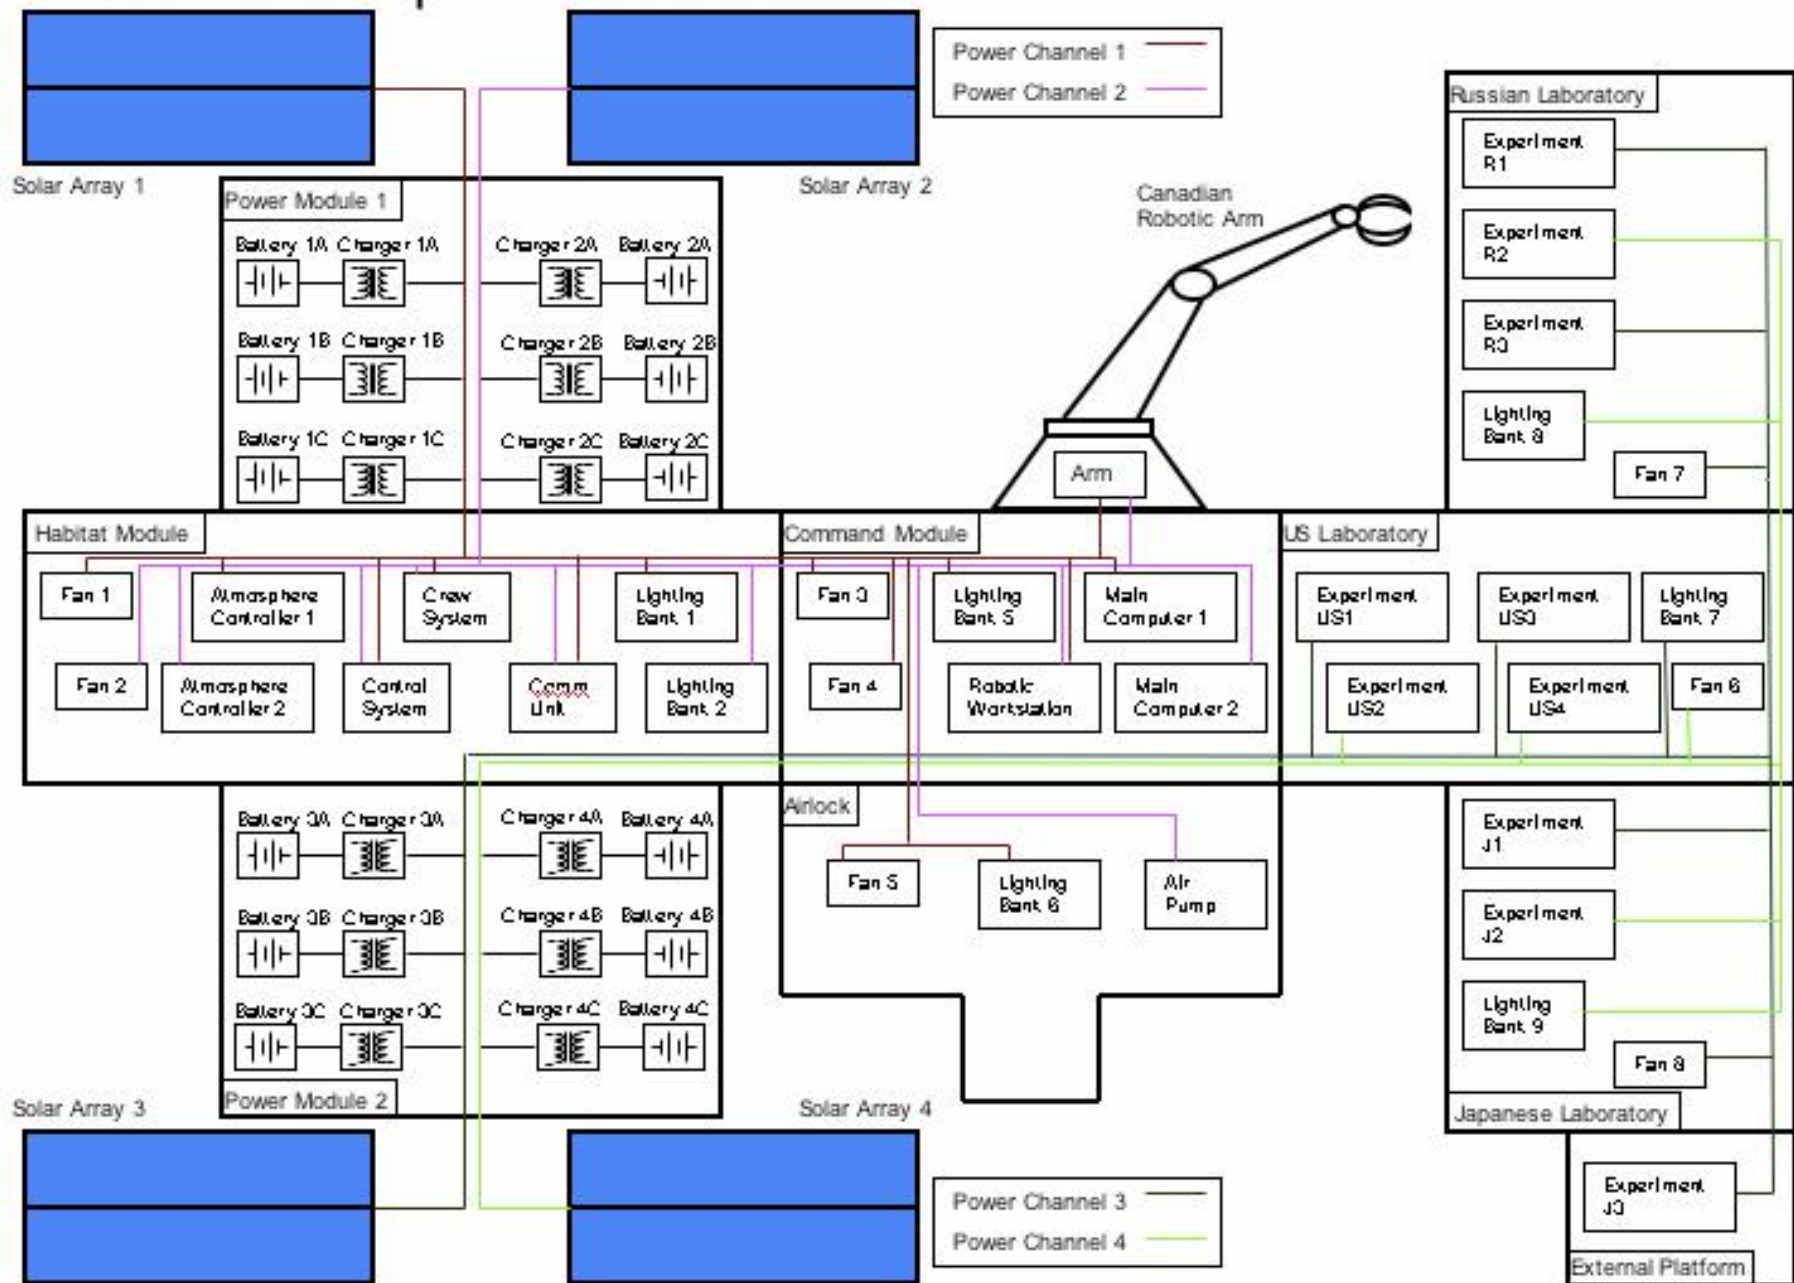 Power Channel 1
Power Channel 2
Solar Array 1
Solar Array 2
Power Module 1
Battery 1A
Charger 1A
Charger 2A
Battery 2A
Battery 1B
Charger 1B
Charger 2B
Battery 2B
Battery 1C
Charger 1C
Charger 2C
Battery 2C
Canadian
Robotic Arm
Arm
Russian Laboratory
Experiment
R1
Experiment
R2
Experiment
R3
Lighting
Bank 8
Fan 7
Habitat Module
Fan 1
Atmosphere
Controller 1
Crew
System
Lighting
Bank 1
Fan 2
Atmosphere
Controller 2
Control
System
Comm
Unit
Lighting
Bank 2
Command Module
Fan 3
Lighting
Bank 5
Main
Computer 1
Fan 4
Robotic
Workstation
Main
Computer 2
US Laboratory
Experiment
US1
Experiment
US3
Lighting
Bank 7
Experiment
US2
Experiment
US4
Fan 6
Airlock
Fan 5
Lighting
Bank 6
Air
Pump
Battery 3A
Charger 3A
Charger 4A
Battery 4A
Battery 3B
Charger 3B
Charger 4B
Battery 4B
Battery 3C
Charger 3C
Charger 4C
Battery 4C
Power Module 2
Solar Array 3
Solar Array 4
Power Channel 3
Power Channel 4
Experiment
J1
Experiment
J2
Lighting
Bank 9
Fan 8
Japanese Laboratory
Experiment
J3
External Platform